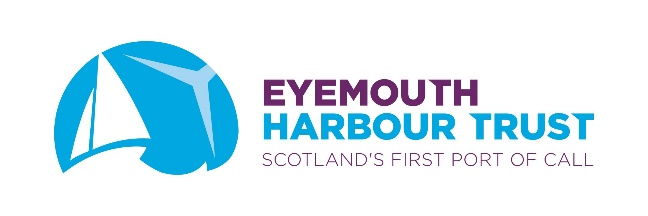 EYEMOUTH
HARBOUR TRUST
SCOTLAND'S FIRST PORT OF CALL